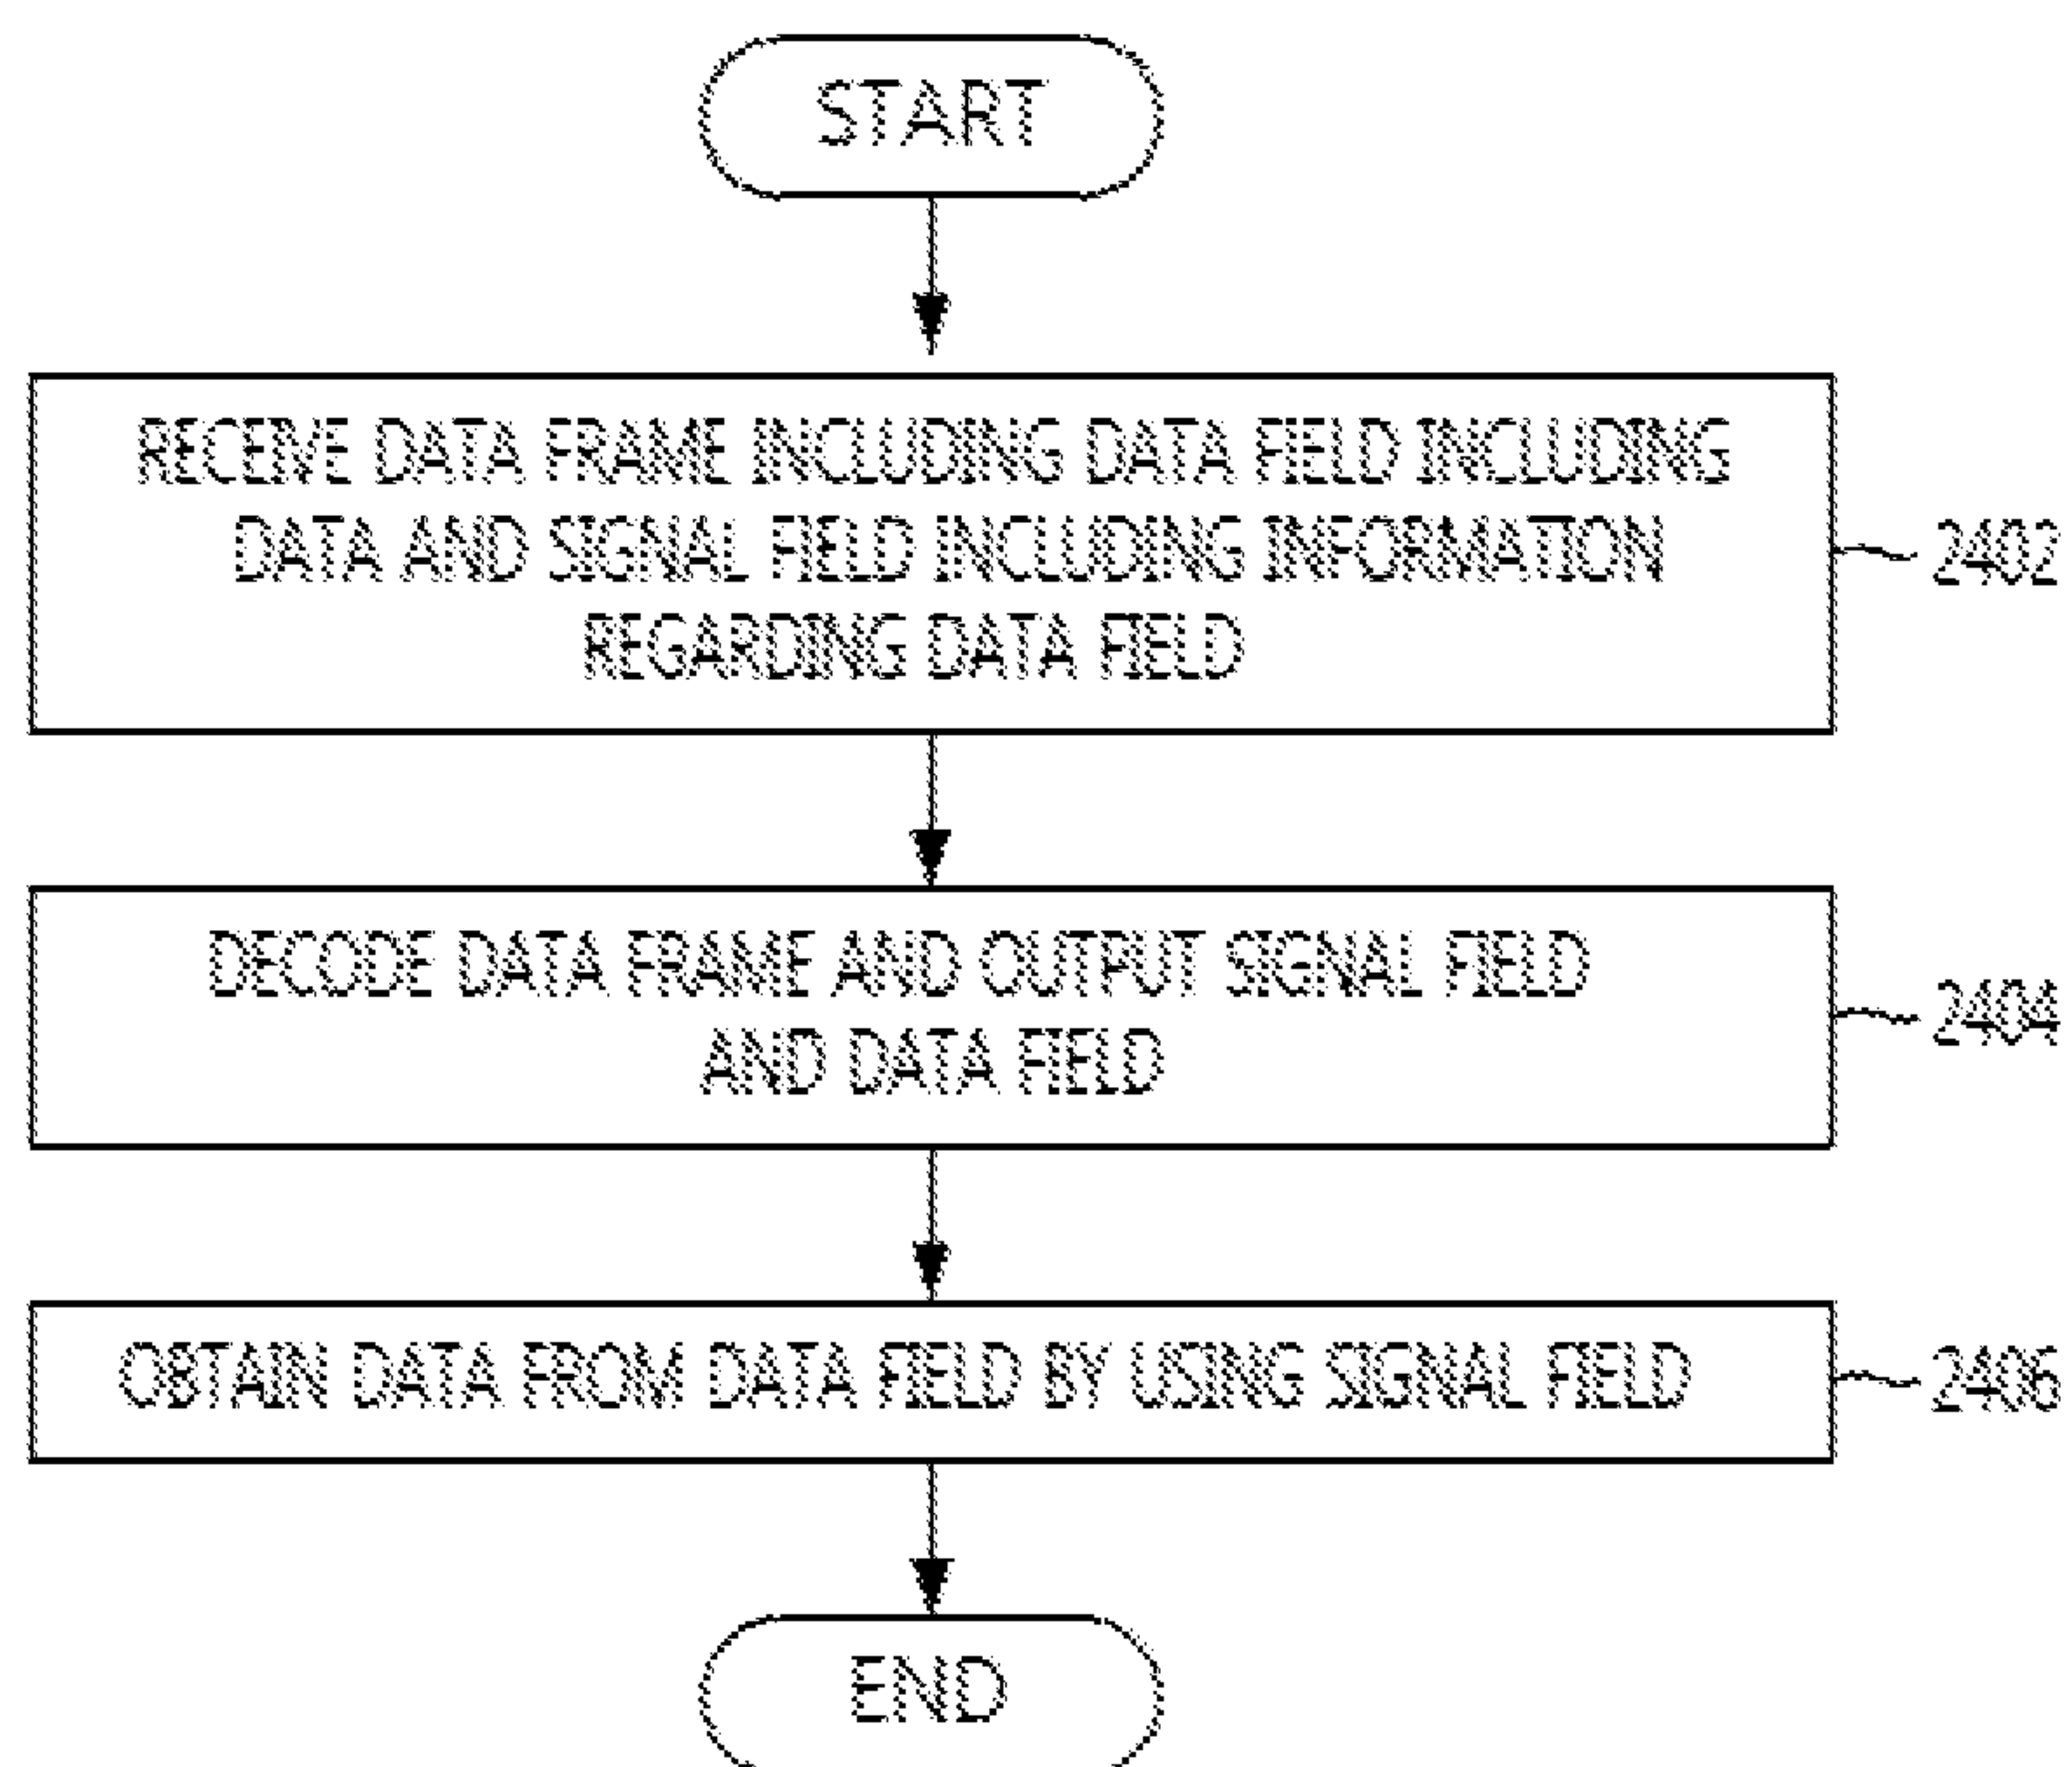 START
RECEIVE DATA FRAME INCLUDING DATA FIELD INCLUDING
DATA AND SIGNAL FIELD INCLUDING INFORMATION
REGARDING DATA FIELD
2402
DECODE DATA FRAME AND OUTPUT SIGNAL FIELD
AND DATA FIELD
2404
OBTAIN DATA FROM DATA FIELD BY USING SIGNAL FIELD
2406
END